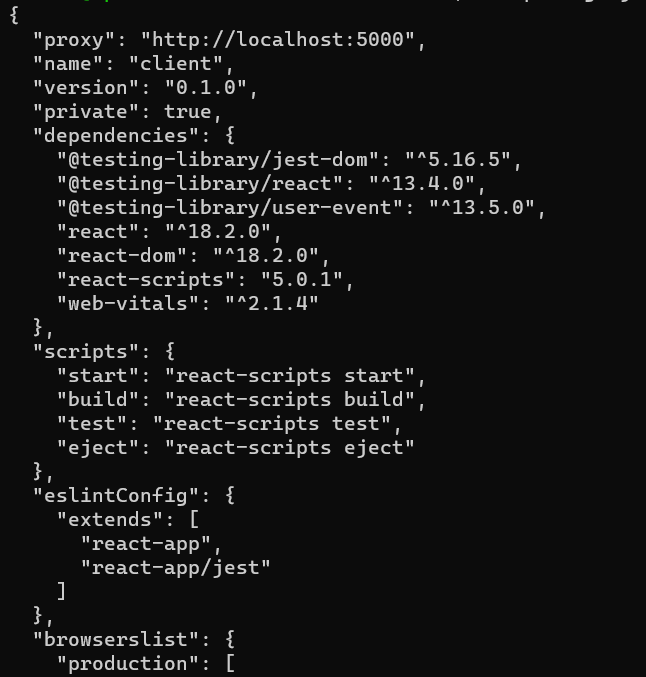 {
  "proxy": "http://localhost:5000",
  "name": "client",
  "version": "0.1.0",
  "private": true,
  "dependencies": {
    "@testing-library/jest-dom": "^5.16.5",
    "@testing-library/react": "^13.4.0",
    "@testing-library/user-event": "^13.5.0",
    "react": "^18.2.0",
    "react-dom": "^18.2.0",
    "react-scripts": "5.0.1",
    "web-vitals": "^2.1.4"
  },
  "scripts": {
    "start": "react-scripts start",
    "build": "react-scripts build",
    "test": "react-scripts test",
    "eject": "react-scripts eject"
  },
  "eslintConfig": {
    "extends": [
      "react-app",
      "react-app/jest"
    ]
  },
  "browserslist": {
    "production": [